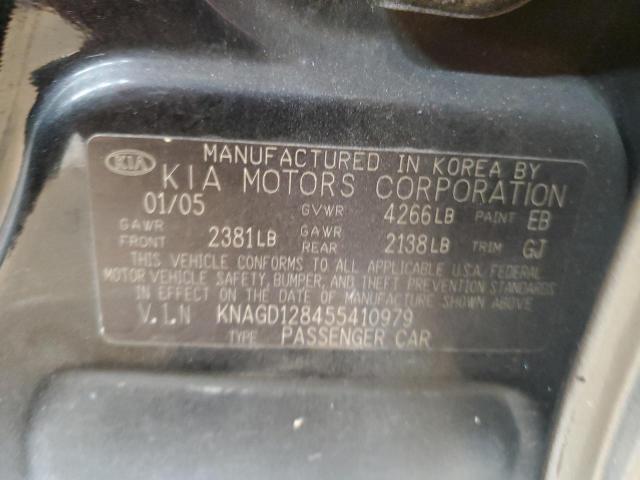 KIA MANUFACTURED IN KOREA BY
KIA MOTORS CORPORATION
01/05 GVWR 4266LB PAINT EB
GAWR FRONT 2381LB GAWR REAR 2138LB TRIM GJ
THIS VEHICLE CONFORMS TO ALL APPLICABLE U.S.A. FEDERAL
MOTOR VEHICLE SAFETY, BUMPER, AND THEFT PREVENTION STANDARDS
IN EFFECT ON THE DATE OF MANUFACTURE SHOWN ABOVE
V.I.N KNAGD128455410979
TYPE PASSENGER CAR